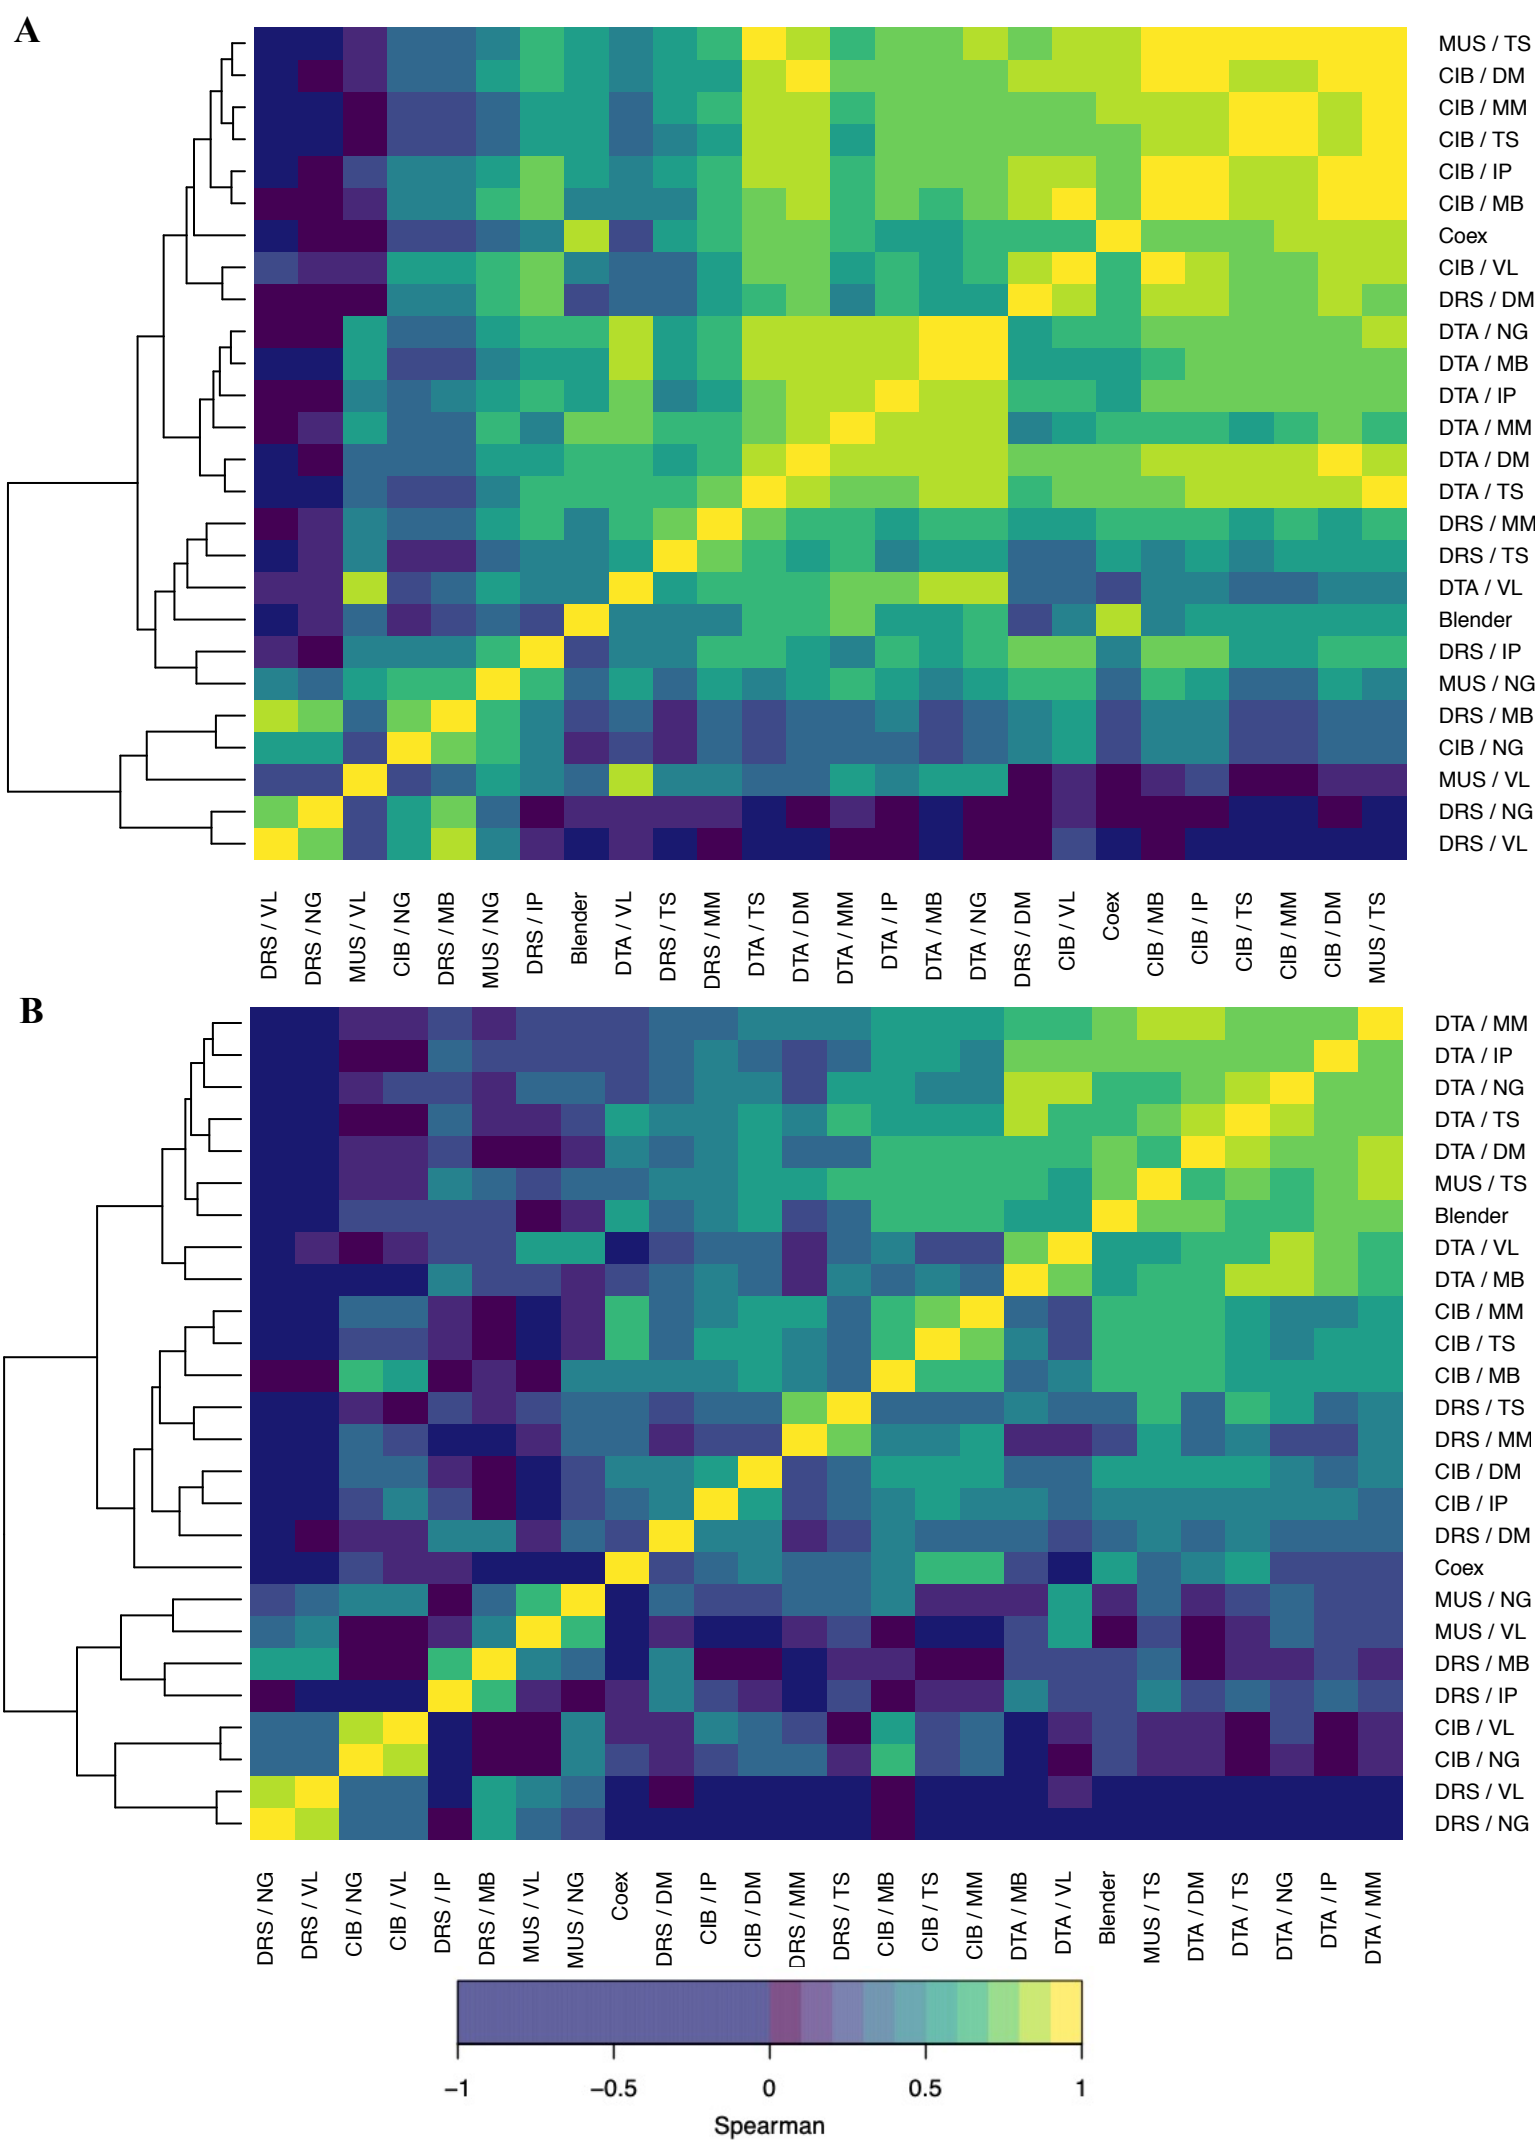 A
MUS / TS
CIB / DM
CIB / MM
CIB / TS
CIB / IP
CIB / MB
Coex
CIB / VL
DRS / DM
DTA / NG
DTA / MB
DTA / IP
DTA / MM
DTA / DM
DTA / TS
DRS / MM
DRS / TS
DTA / VL
Blender
DRS / IP
MUS / NG
DRS / MB
CIB / NG
MUS / VL
DRS / NG
DRS / VL
DRS / VL
DRS / NG
MUS / VL
CIB / NG
DRS / MB
MUS / NG
DRS / IP
Blender
DTA / VL
DRS / TS
DRS / MM
DTA / TS
DTA / DM
DTA / MM
DTA / IP
DTA / MB
DTA / NG
DRS / DM
CIB / VL
Coex
CIB / MB
CIB / IP
CIB / TS
CIB / MM
CIB / DM
MUS / TS
B
DTA / MM
DTA / IP
DTA / NG
DTA / TS
DTA / DM
MUS / TS
Blender
DTA / VL
DTA / MB
CIB / MM
CIB / TS
CIB / MB
DRS / TS
DRS / MM
CIB / DM
CIB / IP
DRS / DM
Coex
MUS / NG
MUS / VL
DRS / MB
DRS / IP
CIB / VL
CIB / NG
DRS / VL
DRS / NG
DRS / NG
DRS / VL
CIB / NG
CIB / VL
DRS / IP
DRS / MB
MUS / VL
MUS / NG
Coex
DRS / DM
CIB / IP
CIB / DM
DRS / MM
DRS / TS
CIB / MB
CIB / TS
CIB / MM
DTA / MB
DTA / VL
Blender
MUS / TS
DTA / DM
DTA / TS
DTA / NG
DTA / IP
DTA / MM
−1 −0.5 0 0.5 1
Spearman